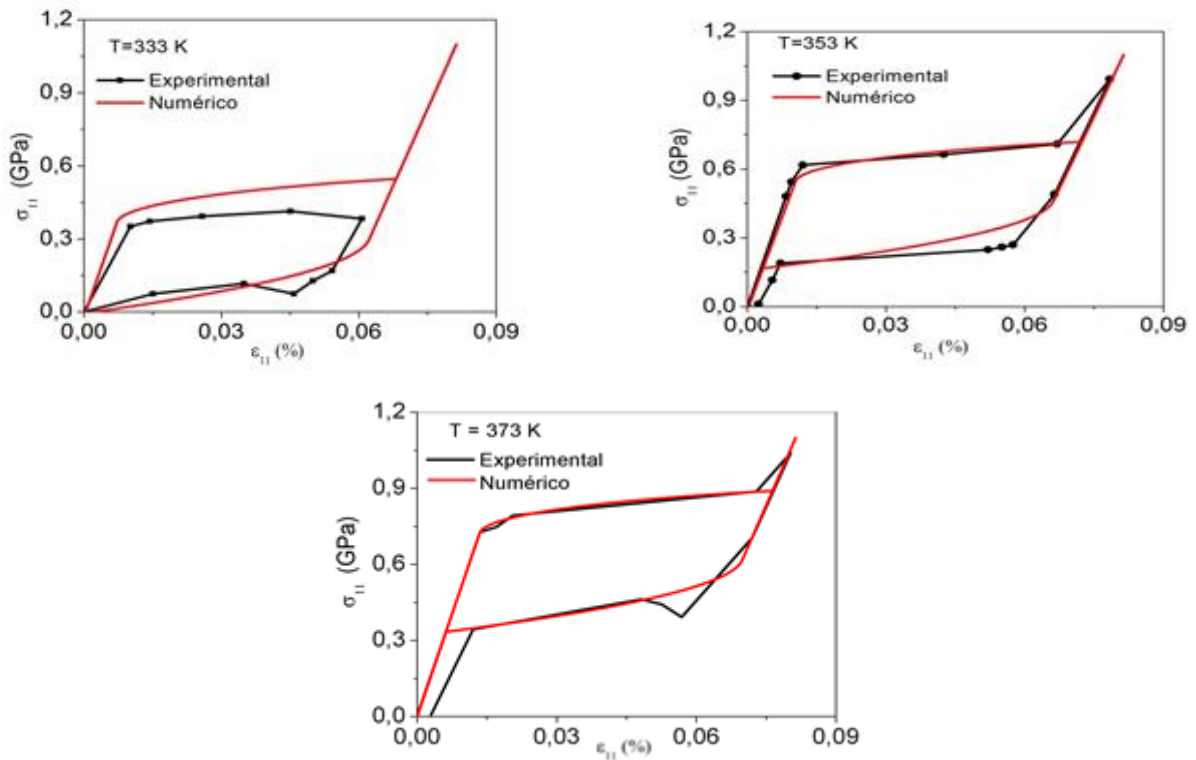 1,2
T=333 K
Experimental
Numérico
0,9
0,6
0,3
0,0
σ₁₁ (GPa)
0,00
0,03
0,06
0,09
ε₁₁ (%)
1,2
T=353 K
Experimental
Numérico
0,9
0,6
0,3
0,0
σ₁₁ (GPa)
0,00
0,03
0,06
0,09
ε₁₁ (%)
1,2
T = 373 K
Experimental
Numérico
0,9
0,6
0,3
0,0
σ₁₁ (GPa)
0,00
0,03
0,06
0,09
ε₁₁ (%)